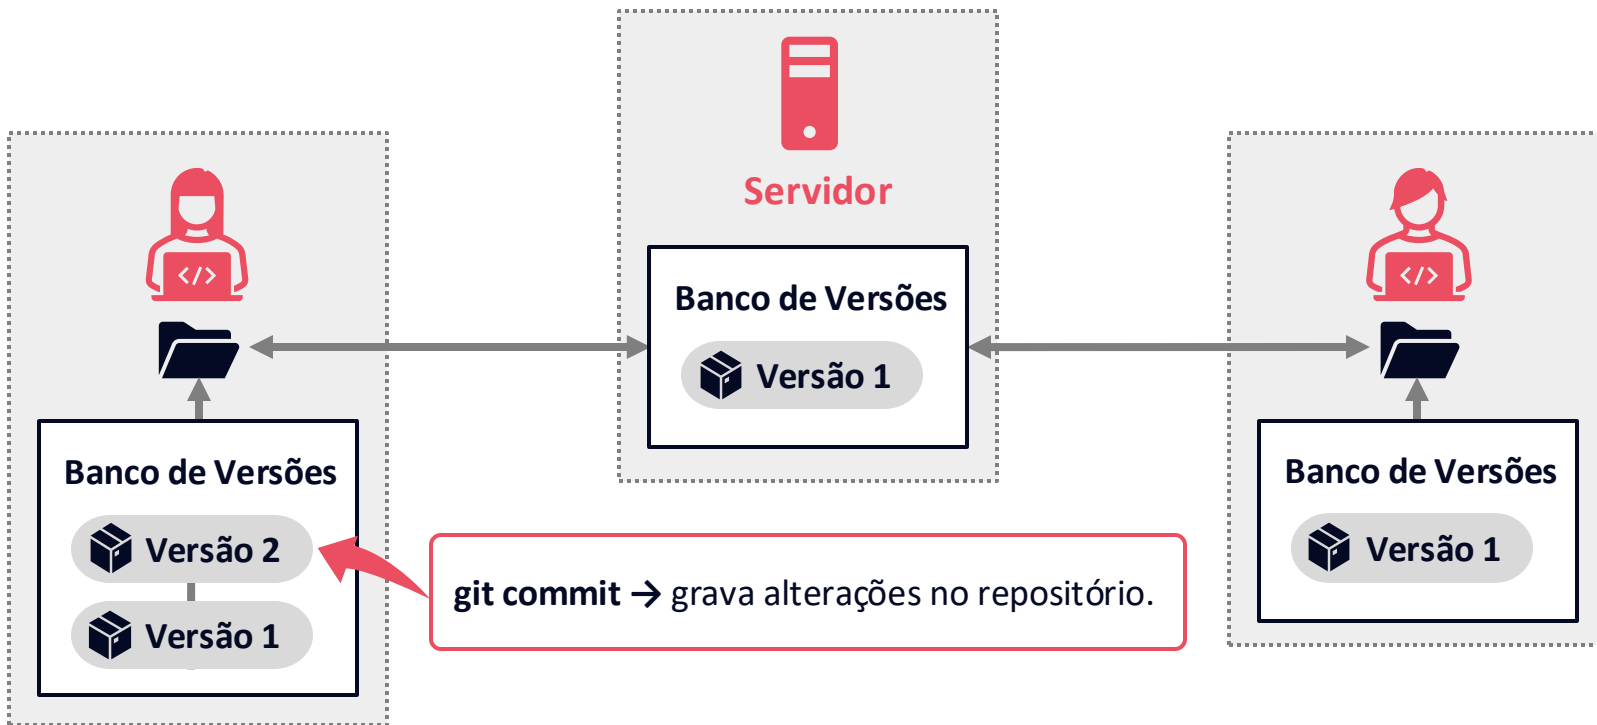 Servidor
Banco de Versões
Versão 1
Banco de Versões
Versão 2
Versão 1
git commit → grava alterações no repositório.
Banco de Versões
Versão 1